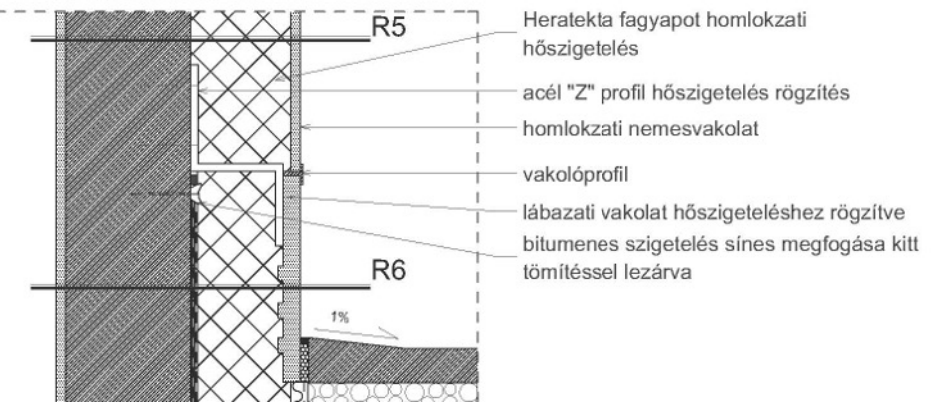 R5
Heratekta fagyapot homlokzati
hőszigetelés
acél "Z" profil hőszigetelés rögzítés
homlokzati nemesvakolat
vakolóprofil
lábazati vakolat hőszigeteléshez rögzítve
bitumenes szigetelés sínes megfogása kitt
tömítéssel lezárva
R6
1%